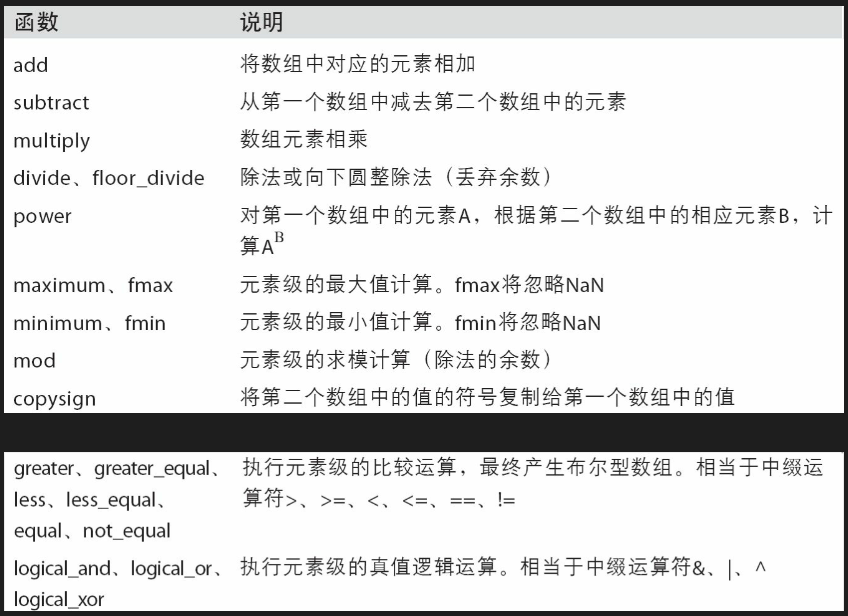 函数 说明
add 将数组中对应的元素相加
subtract 从第一个数组中减去第二个数组中的元素
multiply 数组元素相乘
divide、floor_divide 除法或向下圆整除法（丢弃余数）
power 对第一个数组中的元素A，根据第二个数组中的相应元素B，计
算A^B
maximum、fmax 元素级的最大值计算。fmax将忽略NaN
minimum、fmin 元素级的最小值计算。fmin将忽略NaN
mod 元素级的求模计算（除法的余数）
copysign 将第二个数组中的值的符号复制给第一个数组中的值
greater、greater_equal、 执行元素级的比较运算，最终产生布尔型数组。相当于中缀运
less、less_equal、 算符>、>=、<、<=、==、!=
equal、not_equal
logical_and、logical_or、 执行元素级的真值逻辑运算。相当于中缀运算符&、|、^
logical_xor